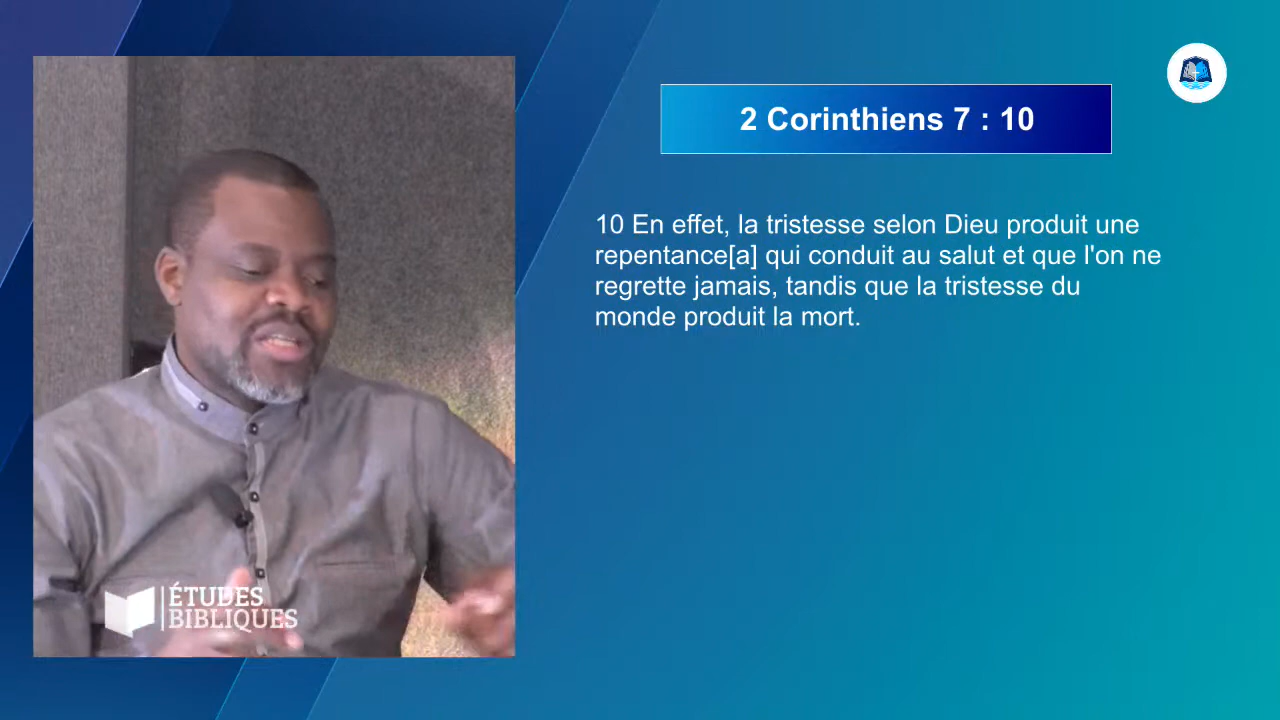 2 Corinthiens 7 : 10
10 En effet, la tristesse selon Dieu produit une
repentance[a] qui conduit au salut et que l'on ne
regrette jamais, tandis que la tristesse du
monde produit la mort.
ÉTUDES
BIBLIQUES